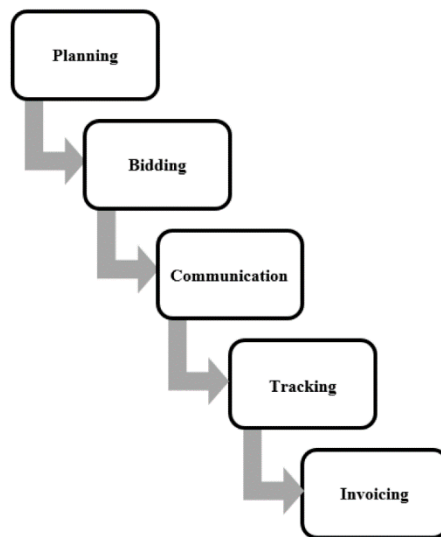 Planning
Bidding
Communication
Tracking
Invoicing